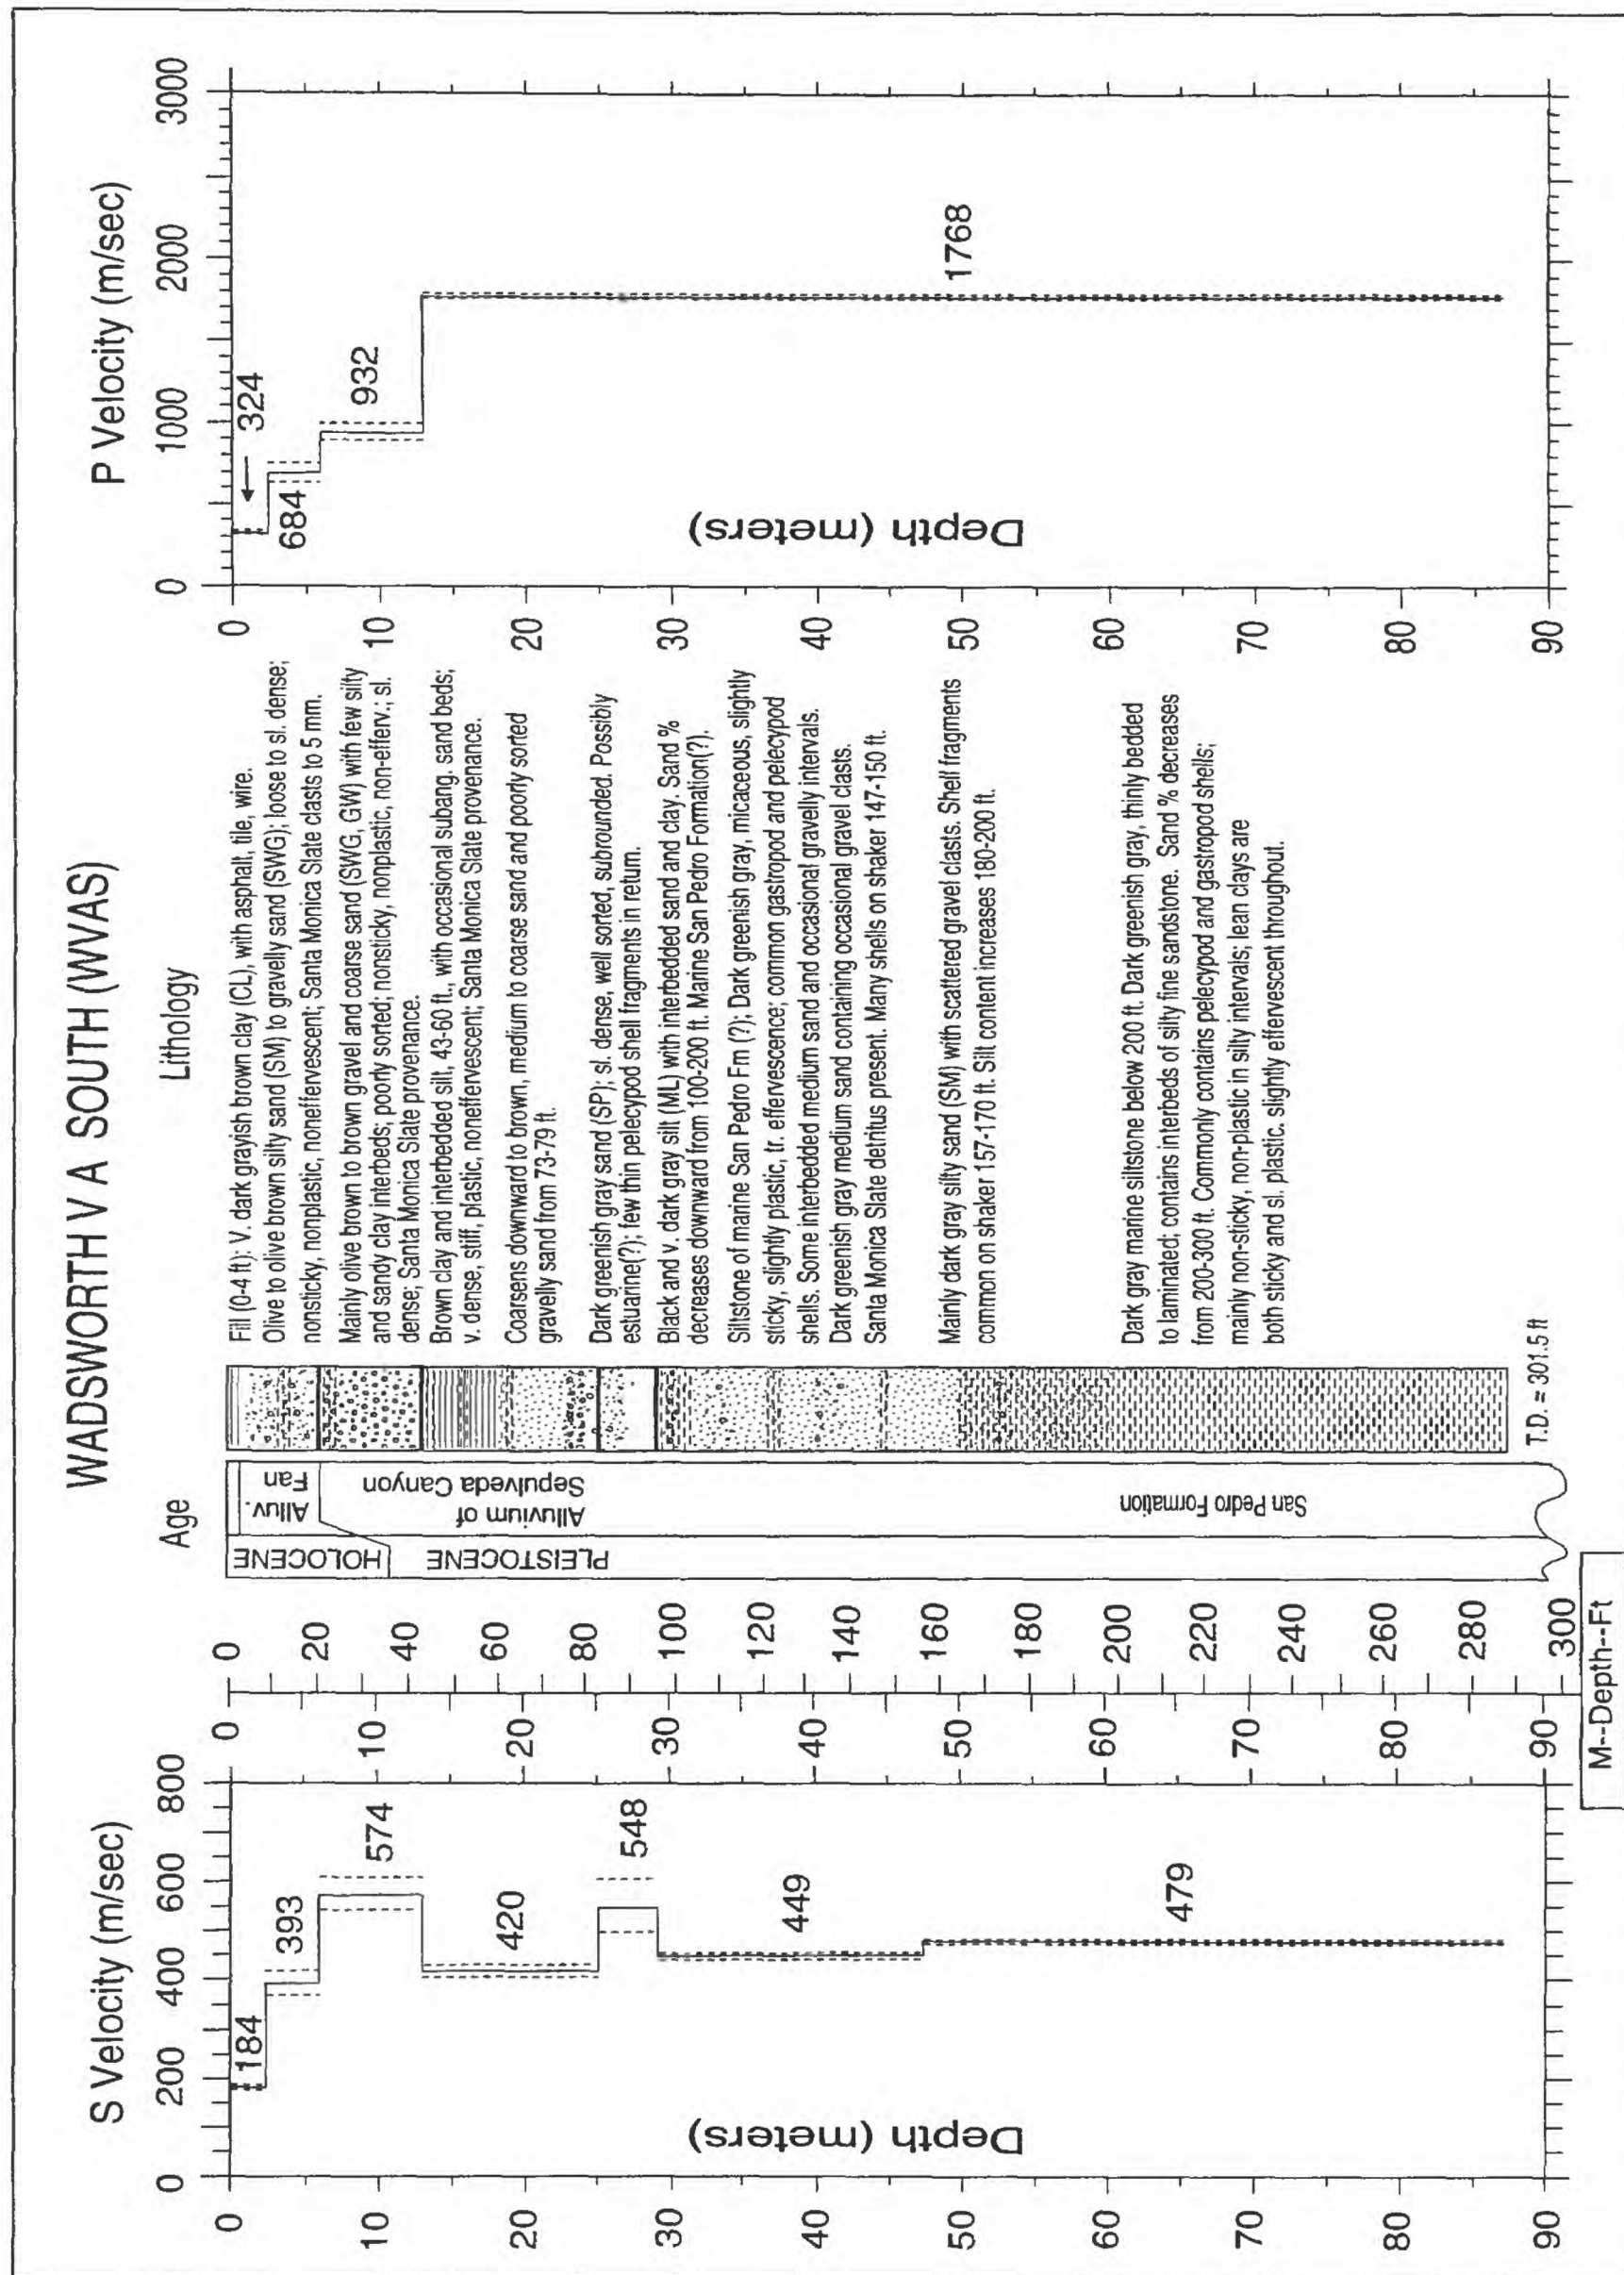 WADSWORTH V A SOUTH (WVAS)
S Velocity (m/sec)
0 200 400 600 800
184
393
574
420
548
449
479
Depth (meters)
0
10
20
30
40
50
60
70
80
90
0
10
20
30
40
50
60
70
80
90
0
20
40
60
80
100
120
140
160
180
200
220
240
260
280
300
M--Depth--Ft
Age
HOLOCENE
PLEISTOCENE
Alluv.
Fan
Alluvium of
Sepulveda Canyon
San Pedro Formation
Lithology
Fill (0-4 ft): V. dark grayish brown clay (CL), with asphalt, tile, wire.
Olive to olive brown silty sand (SM) to gravelly sand (SWG); loose to sl. dense;
nonsticky, nonplastic, noneffervescent; Santa Monica Slate clasts to 5 mm.
Mainly olive brown to brown gravel and coarse sand (SWG, GW) with few silty
and sandy clay interbeds; poorly sorted; nonsticky, nonplastic, non-efferv.; sl.
dense; Santa Monica Slate provenance.
Brown clay and interbedded silt, 43-60 ft., with occasional subang. sand beds;
v. dense, stiff, plastic, noneffervescent; Santa Monica Slate provenance.
Coarsens downward to brown, medium to coarse sand and poorly sorted
gravelly sand from 73-79 ft.
Dark greenish gray sand (SP); sl. dense, well sorted, subrounded. Possibly
estuarine(?); few thin pelecypod shell fragments in return.
Black and v. dark gray silt (ML) with interbedded sand and clay. Sand %
decreases downward from 100-200 ft. Marine San Pedro Formation(?).
Siltstone of marine San Pedro Fm (?); Dark greenish gray, micaceous, slightly
sticky, slightly plastic, tr. effervescence; common gastropod and pelecypod
shells. Some interbedded medium sand and occasional gravelly intervals.
Dark greenish gray medium sand containing occasional gravel clasts.
Santa Monica Slate detritus present. Many shells on shaker 147-150 ft.
Mainly dark gray silty sand (SM) with scattered gravel clasts. Shell fragments
common on shaker 157-170 ft. Silt content increases 180-200 ft.
Dark gray marine siltstone below 200 ft. Dark greenish gray, thinly bedded
to laminated; contains interbeds of silty fine sandstone. Sand % decreases
from 200-300 ft. Commonly contains pelecypod and gastropod shells;
mainly non-sticky, non-plastic in silty intervals; lean clays are
both sticky and sl. plastic. slightly effervescent throughout.
T.D. = 301.5 ft
P Velocity (m/sec)
0 1000 2000 3000
324
684
932
1768
Depth (meters)
0
10
20
30
40
50
60
70
80
90